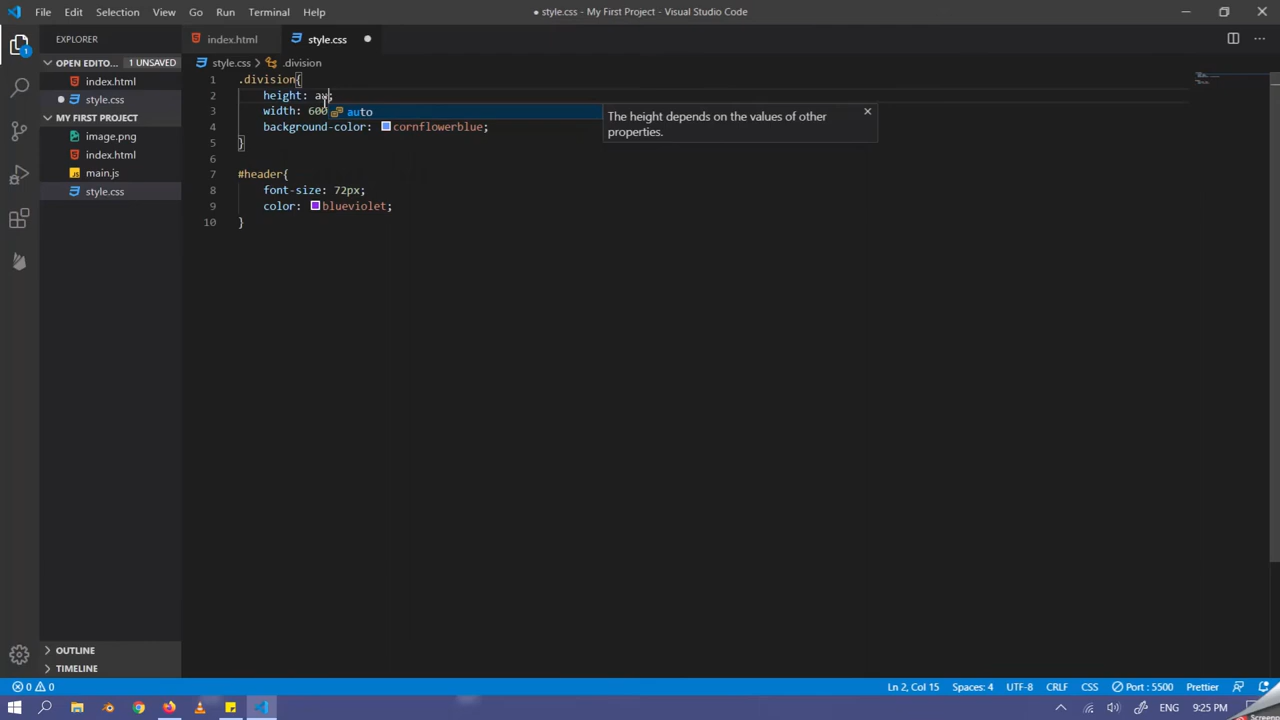 File Edit Selection View Go Run Terminal Help
● style.css - My First Project - Visual Studio Code
EXPLORER
OPEN EDITO... 1 UNSAVED
index.html
style.css
MY FIRST PROJECT
image.png
index.html
main.js
style.css
OUTLINE
TIMELINE
1
index.html style.css
style.css > .division
1 .division{
2 height: au;
3 width: 600
4 background-color: cornflowerblue;
5 }
6
7 #header{
8 font-size: 72px;
9 color: blueviolet;
10 }
auto
The height depends on the values of other
properties.
0 0
Ln 2, Col 15 Spaces: 4 UTF-8 CRLF CSS Port : 5500 Prettier
ENG 9:25 PM